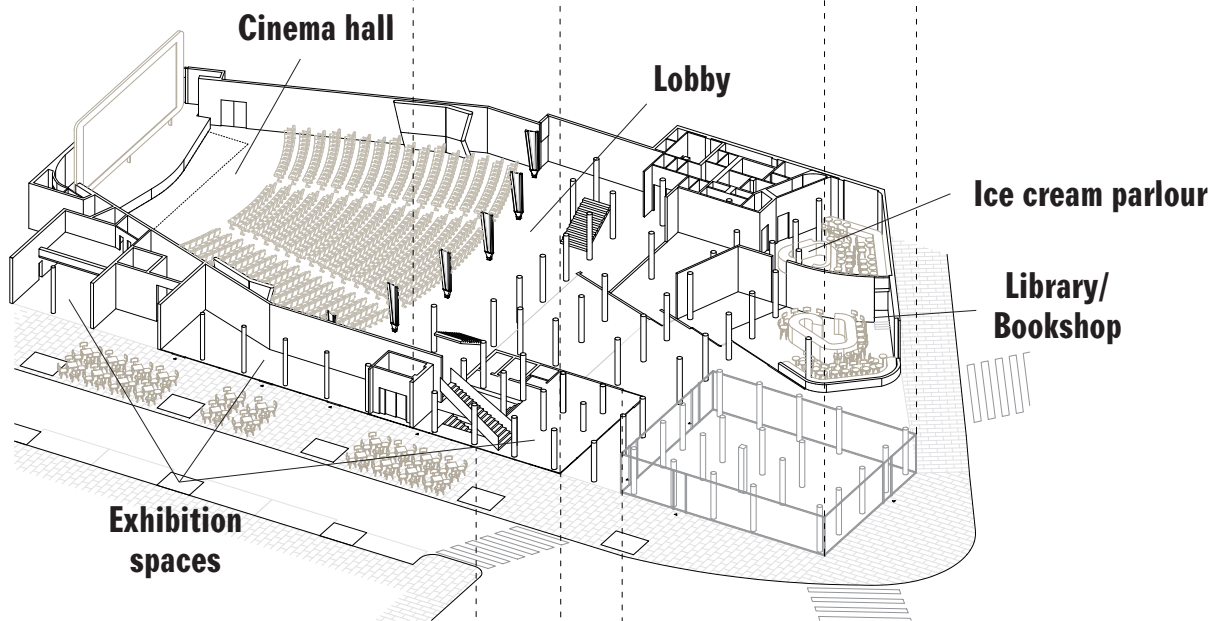 Cinema hall
Lobby
Ice cream parlour
Library/
Bookshop
Exhibition
spaces